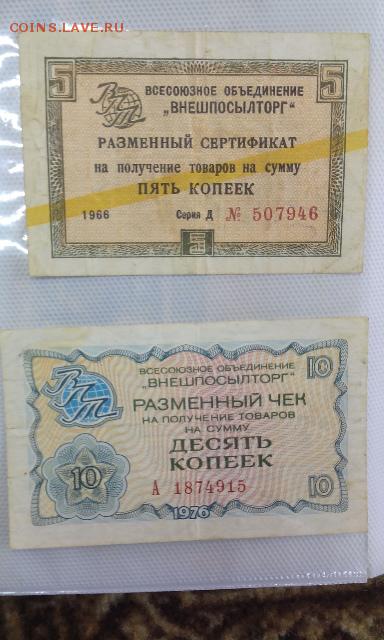 COINS.LAVE.RU
5
5
ВПТ
ВСЕСОЮЗНОЕ ОБЪЕДИНЕНИЕ
„ВНЕШПОСЫЛТОРГ“
РАЗМЕННЫЙ СЕРТИФИКАТ
на получение товаров на сумму
ПЯТЬ КОПЕЕК
1966
Серия Д № 507946
ВПТ
ВСЕСОЮЗНОЕ ОБЪЕДИНЕНИЕ
„ВНЕШПОСЫЛТОРГ“
10
РАЗМЕННЫЙ ЧЕК
НА ПОЛУЧЕНИЕ ТОВАРОВ
НА СУММУ
ДЕСЯТЬ
КОПЕЕК
10
А 1874915
10
1976